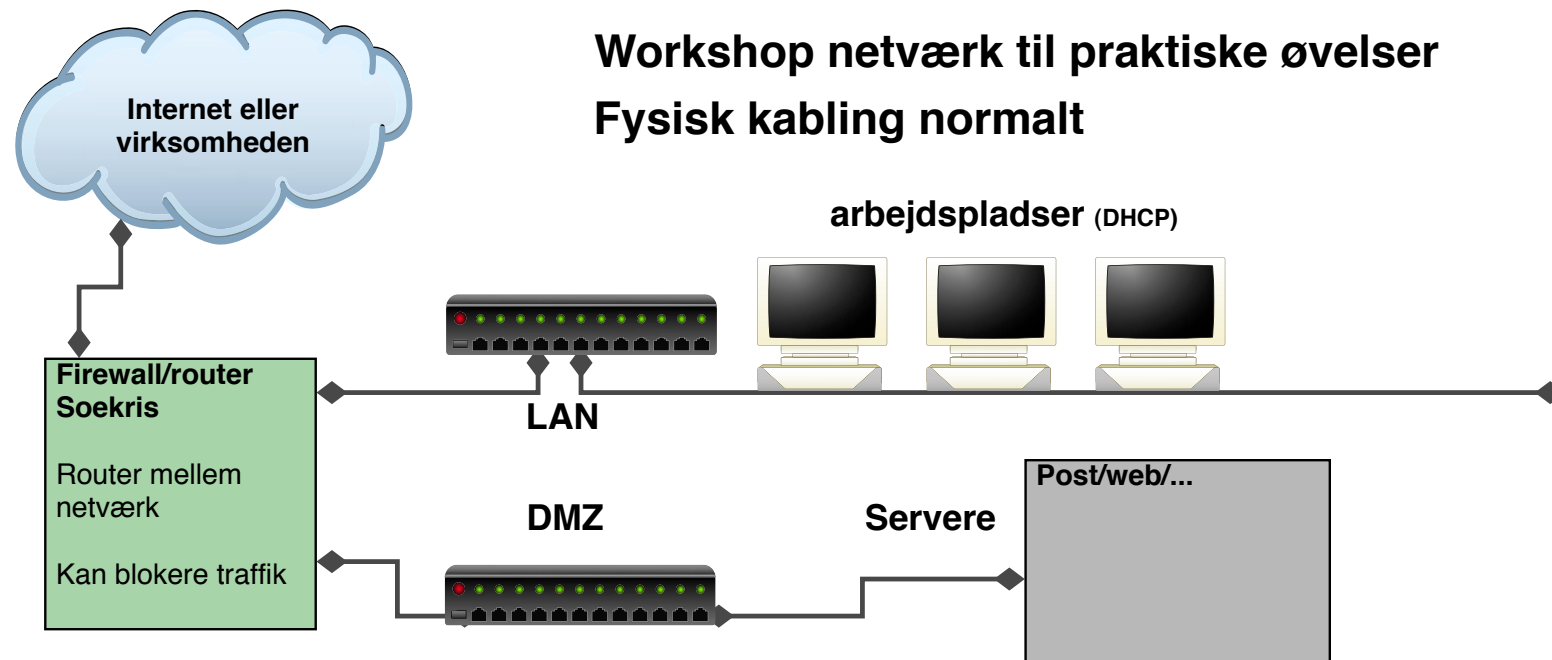 Workshop netværk til praktiske øvelser
Fysisk kabling normalt
Internet eller
virksomheden
arbejdspladser (DHCP)
Firewall/router
Soekris
Router mellem
netværk
Kan blokere traffik
LAN
DMZ
Servere
Post/web/...